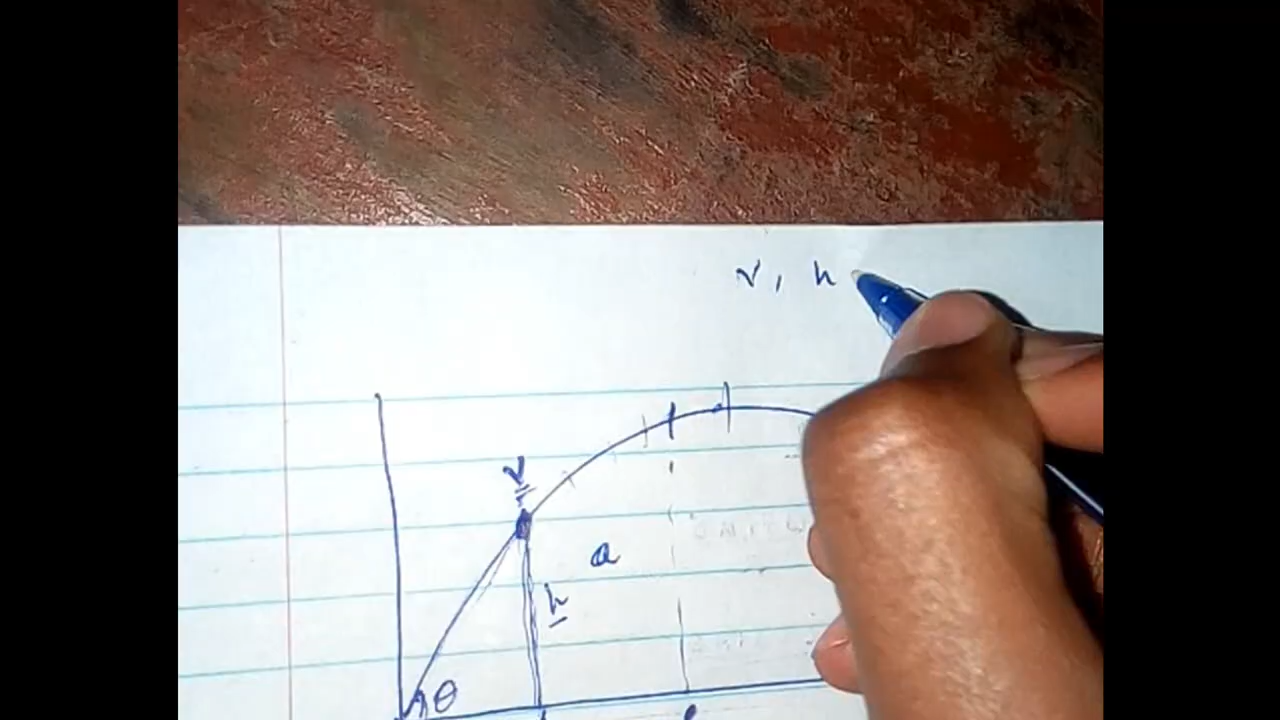 v, h
v
a
h
θ